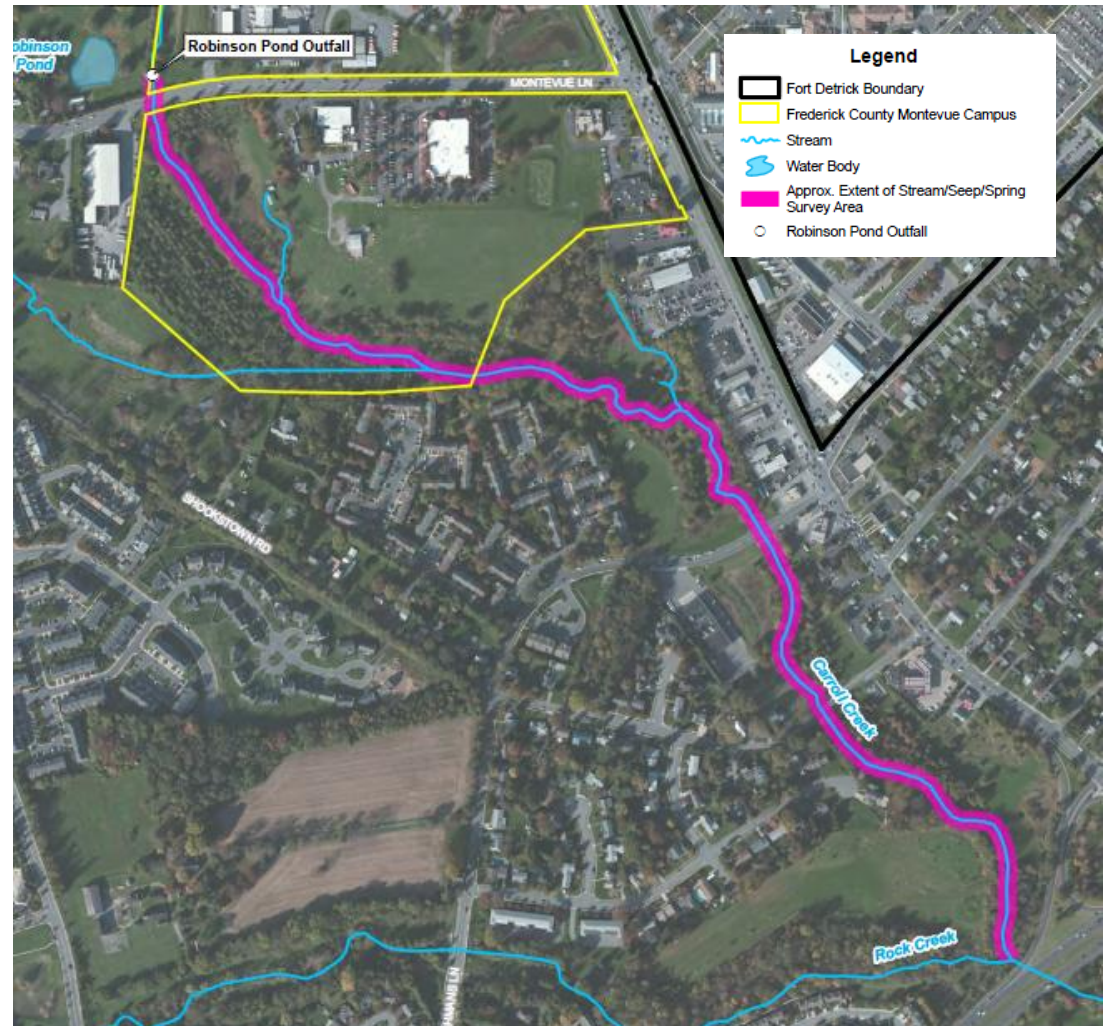 Robinson
Pond
Robinson Pond Outfall
MONTEVUE LN
Legend
Fort Detrick Boundary
Frederick County Montevue Campus
Stream
Water Body
Approx. Extent of Stream/Seep/Spring
Survey Area
Robinson Pond Outfall
SHOOKSTOWN RD
Carroll Creek
Rock Creek